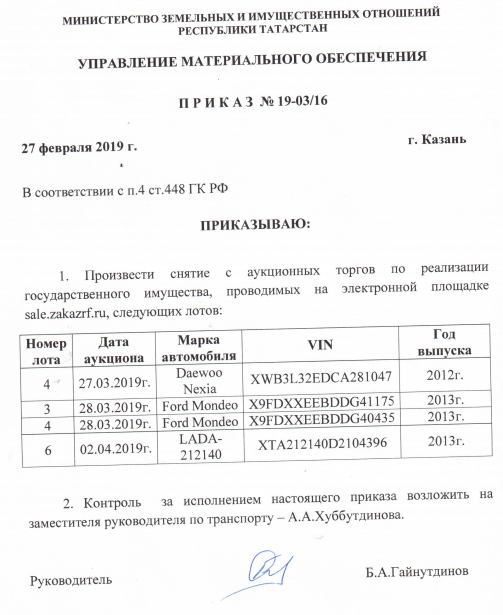 МИНИСТЕРСТВО ЗЕМЕЛЬНЫХ И ИМУЩЕСТВЕННЫХ ОТНОШЕНИЙ
РЕСПУБЛИКИ ТАТАРСТАН
УПРАВЛЕНИЕ МАТЕРИАЛЬНОГО ОБЕСПЕЧЕНИЯ
П Р И К А З № 19-03/16
27 февраля 2019 г. г. Казань
В соответствии с п.4 ст.448 ГК РФ
ПРИКАЗЫВАЮ:
1. Произвести снятие с аукционных торгов по реализации
государственного имущества, проводимых на электронной площадке
sale.zakazrf.ru, следующих лотов:
Номер лота Дата аукциона Марка автомобиля VIN Год выпуска
4 27.03.2019г. Daewoo Nexia XWB3L32EDCA281047 2012г.
3 28.03.2019г. Ford Mondeo X9FDXXEEBDDG41175 2013г.
4 28.03.2019г. Ford Mondeo X9FDXXEEBDDG40435 2013г.
6 02.04.2019г. LADA-212140 XTA212140D2104396 2013г.
2. Контроль за исполнением настоящего приказа возложить на
заместителя руководителя по транспорту – А.А.Хуббутдинова.
Руководитель Б.А.Гайнутдинов